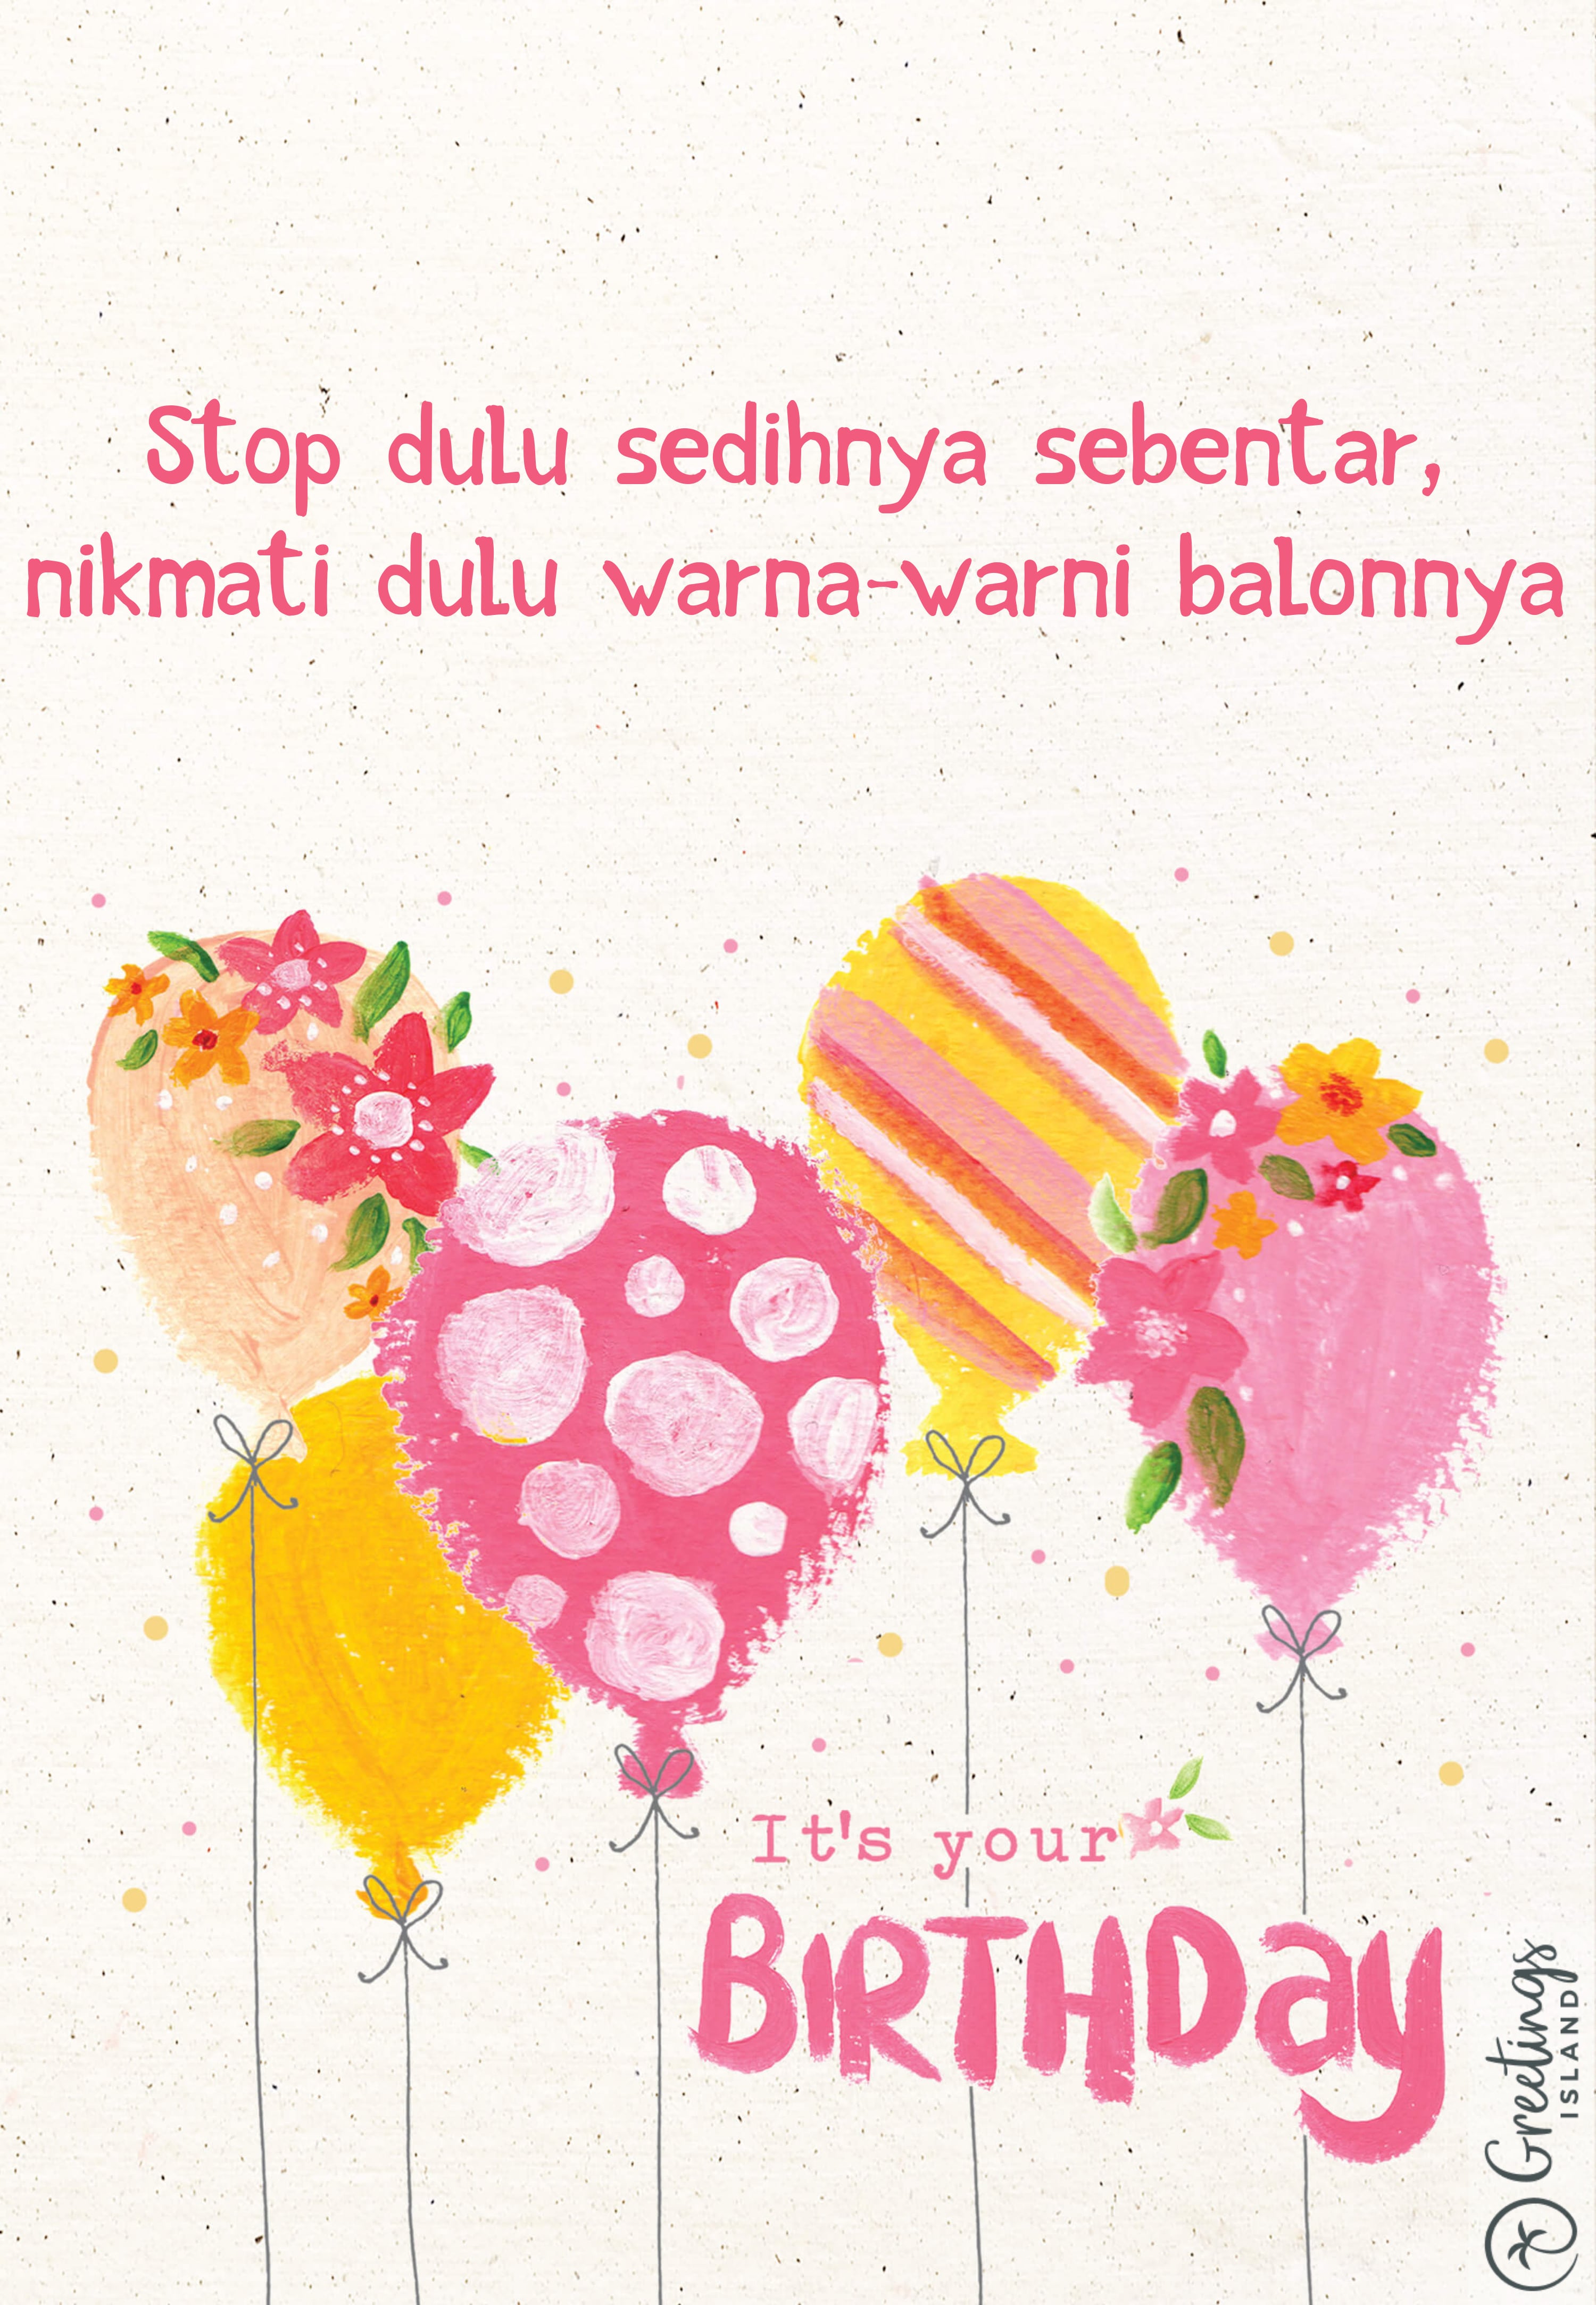 Stop dulu sedihnya sebentar,
nikmati dulu warna-warni balonnya
It's your
BIRTHDay
Greetings
ISLAND